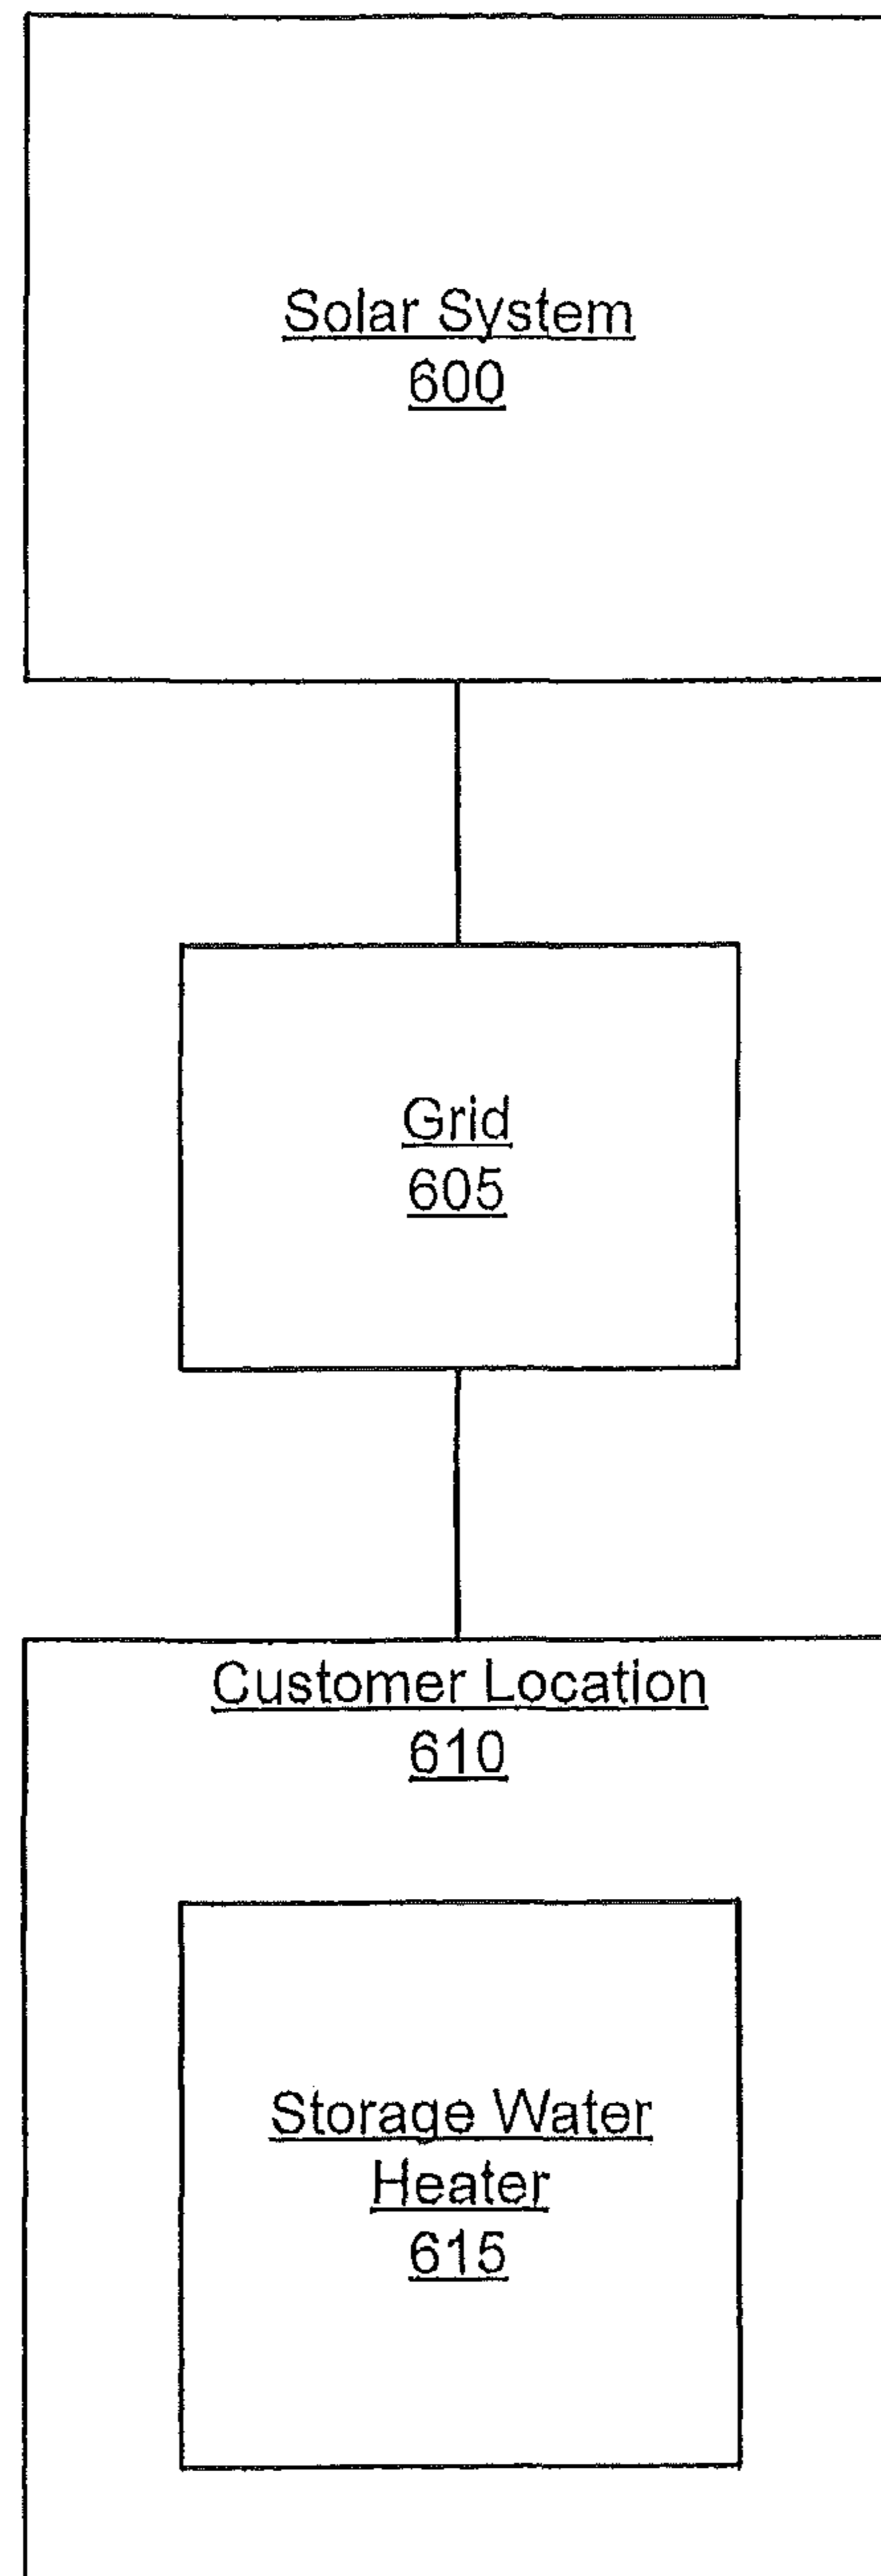 Solar System
600
Grid
605
Customer Location
610
Storage Water
Heater
615